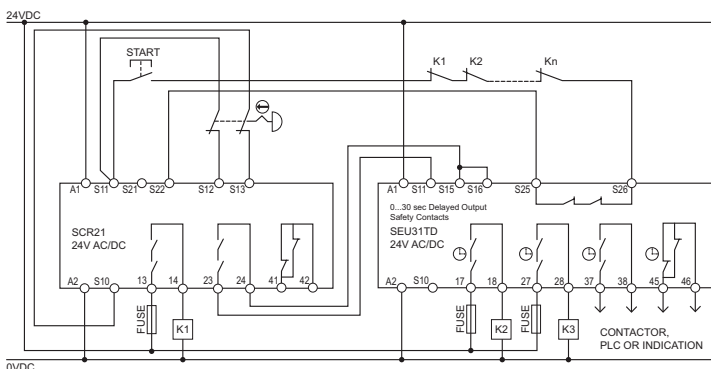 24VDC
START
K1 K2 Kn
A1 S11 S21 S22 S12 S13
A1 S11 S15 S16 S25 S26
0...30 sec Delayed Output
Safety Contacts
SCR21
24V AC/DC
SEU31TD
24V AC/DC
A2 S10 13 14 23 24 41 42
A2 S10 17 18 27 28 37 38 45 46
FUSE K1 FUSE K2 FUSE K3
CONTACTOR,
PLC OR INDICATION
0VDC